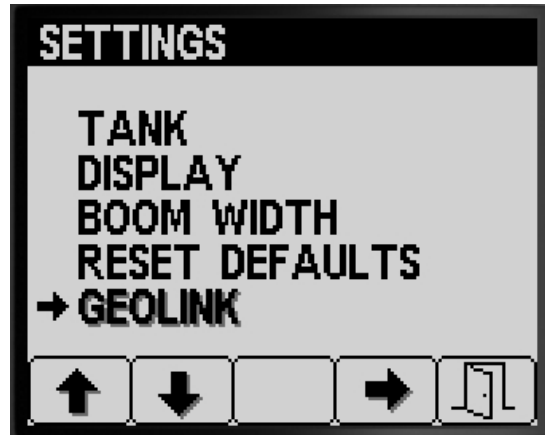 SETTINGS
TANK
DISPLAY
BOOM WIDTH
RESET DEFAULTS
GEOLINK